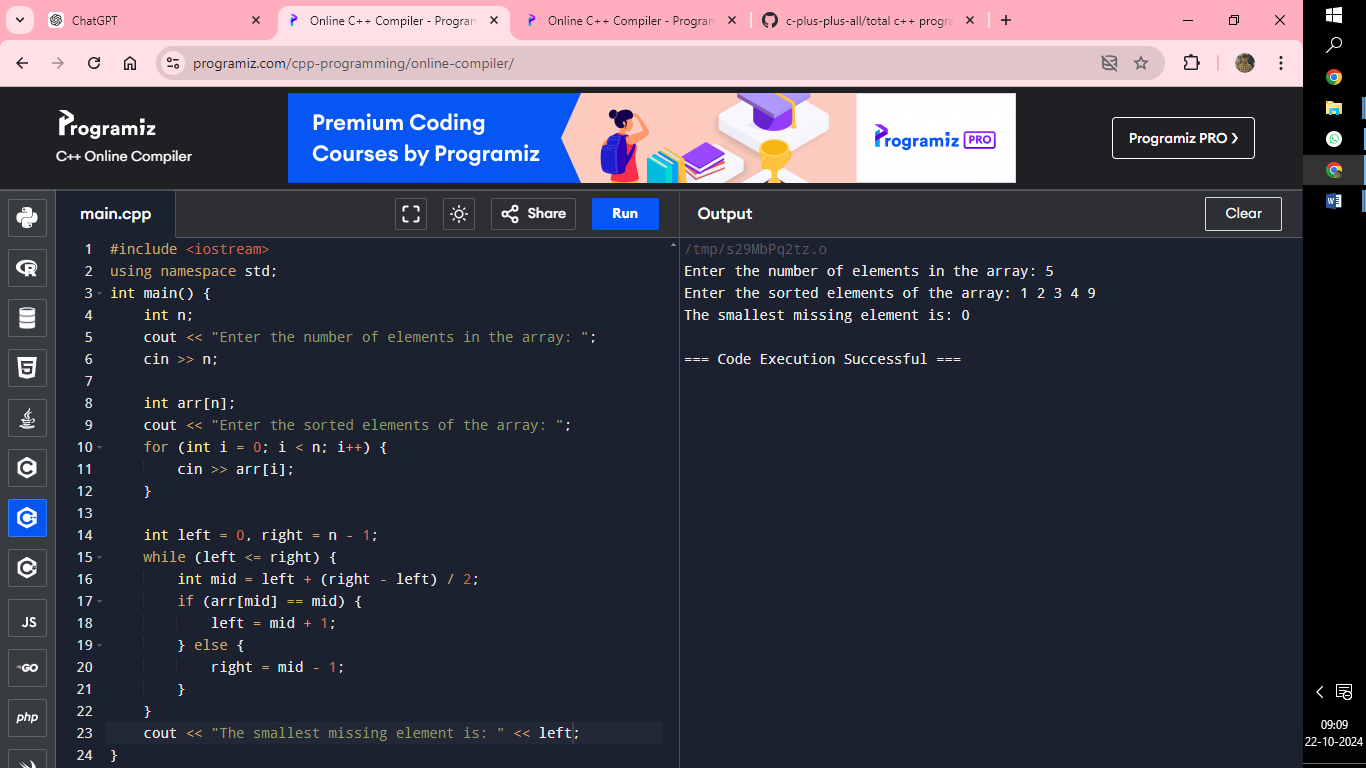 ChatGPT
Online C++ Compiler - Program
Online C++ Compiler - Program
c-plus-plus-all/total c++ progra
programiz.com/cpp-programming/online-compiler/
Programiz
C++ Online Compiler
Premium Coding
Courses by Programiz
Programiz PRO
Programiz PRO
main.cpp
Share
Run
Output
Clear
1 #include <iostream>
2 using namespace std;
3 int main() {
4 int n;
5 cout << "Enter the number of elements in the array: ";
6 cin >> n;
7
8 int arr[n];
9 cout << "Enter the sorted elements of the array: ";
10 for (int i = 0; i < n; i++) {
11 cin >> arr[i];
12 }
13
14 int left = 0, right = n - 1;
15 while (left <= right) {
16 int mid = left + (right - left) / 2;
17 if (arr[mid] == mid) {
18 left = mid + 1;
19 } else {
20 right = mid - 1;
21 }
22 }
23 cout << "The smallest missing element is: " << left;
24 }
/tmp/s29MbPq2tz.o
Enter the number of elements in the array: 5
Enter the sorted elements of the array: 1 2 3 4 9
The smallest missing element is: 0
=== Code Execution Successful ===
JS
GO
php
09:09
22-10-2024